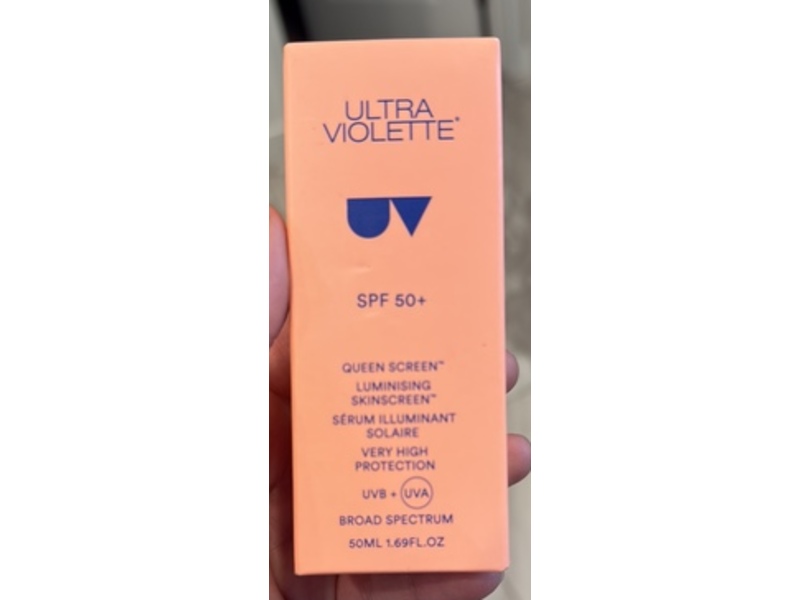 ULTRA
VIOLETTE®
UV
SPF 50+
QUEEN SCREEN™
LUMINISING
SKINSCREEN™
SÉRUM ILLUMINANT
SOLAIRE
VERY HIGH
PROTECTION
UVB + UVA
BROAD SPECTRUM
50ML 1.69FL.OZ